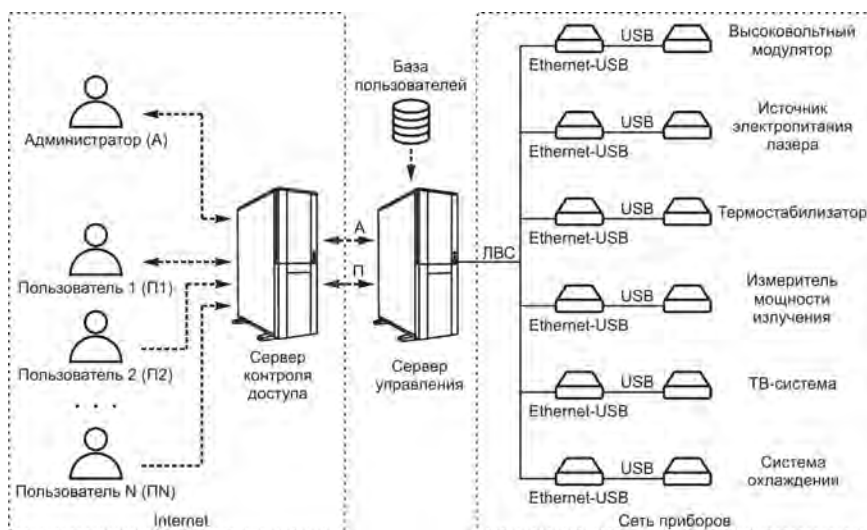 Администратор (А)
Пользователь 1 (П1)
Пользователь 2 (П2)
. . .
Пользователь N (ПN)
Internet
Сервер
контроля
доступа
А
П
База
пользователей
Сервер
управления
ЛВС
Ethernet-USB
USB
Высоковольтный
модулятор
Ethernet-USB
USB
Источник
электропитания
лазера
Ethernet-USB
USB
Термостабилизатор
Ethernet-USB
USB
Измеритель
мощности
излучения
Ethernet-USB
USB
ТВ-система
Ethernet-USB
USB
Система
охлаждения
Сеть приборов